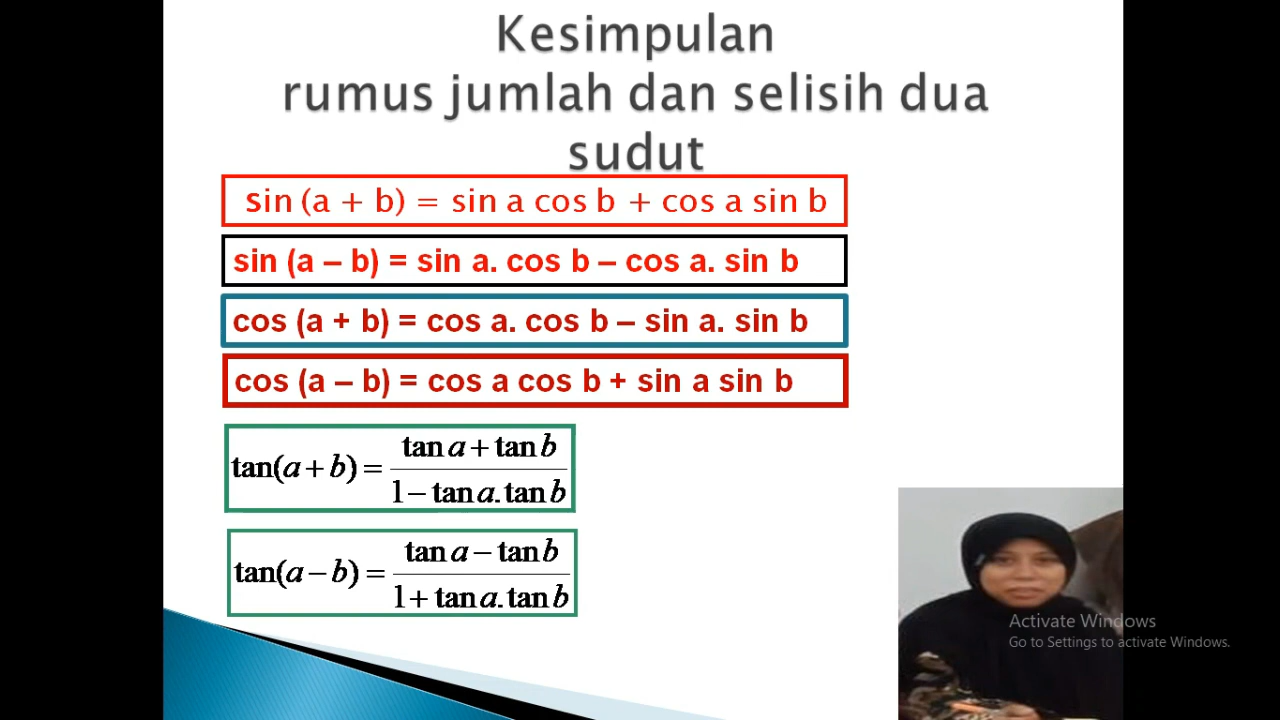 Kesimpulan
rumus jumlah dan selisih dua
sudut
sin (a + b) = sin a cos b + cos a sin b
sin (a – b) = sin a. cos b – cos a. sin b
cos (a + b) = cos a. cos b – sin a. sin b
cos (a – b) = cos a cos b + sin a sin b
tan(a + b) = (tan a + tan b) / (1 – tan a. tan b)
tan(a – b) = (tan a – tan b) / (1 + tan a. tan b)
Activate Windows
Go to Settings to activate Windows.